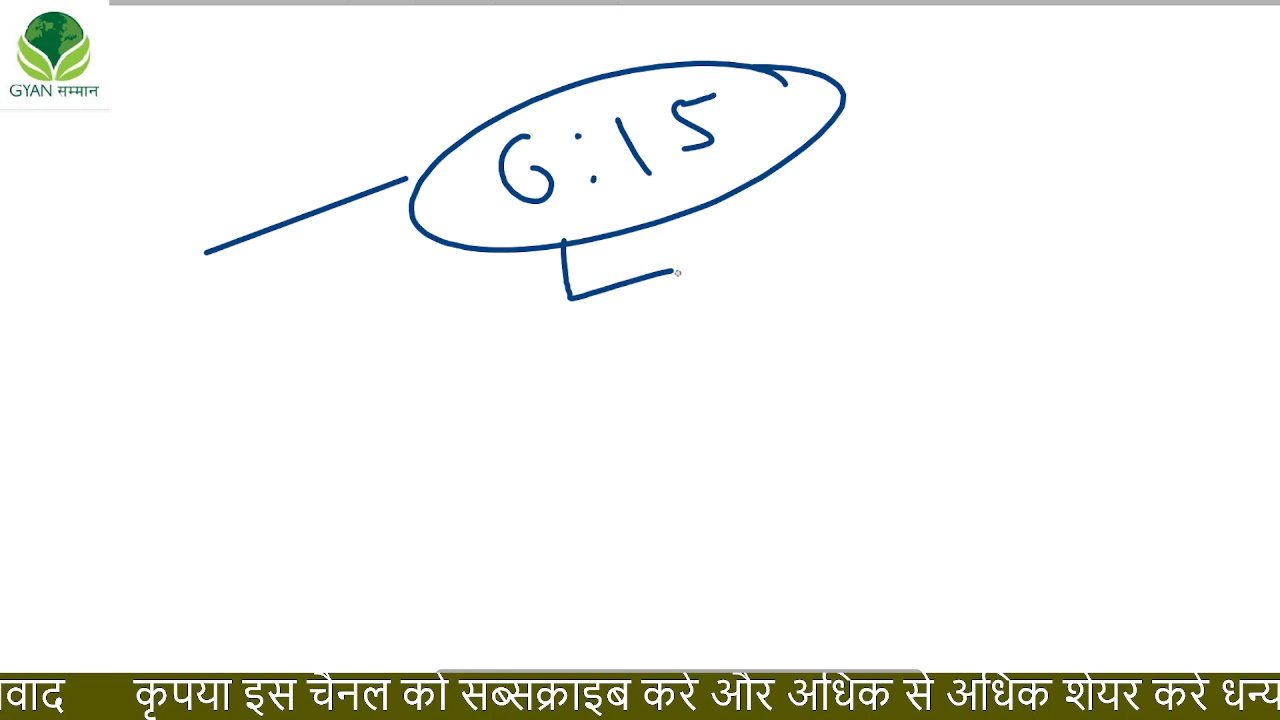 GYAN सम्मान
6:15
वाद कृपया इस चैनल को सब्सक्राइब करे और अधिक से अधिक शेयर करे धन्य